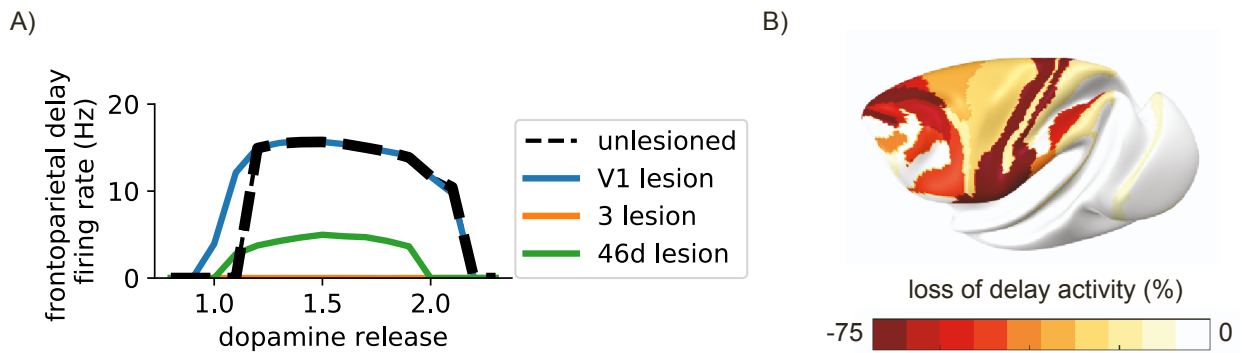 A)
frontoparietal delay
firing rate (Hz)
20
10
0
1.0
1.5
2.0
dopamine release
unlesioned
V1 lesion
3 lesion
46d lesion
B)
loss of delay activity (%)
-75
0